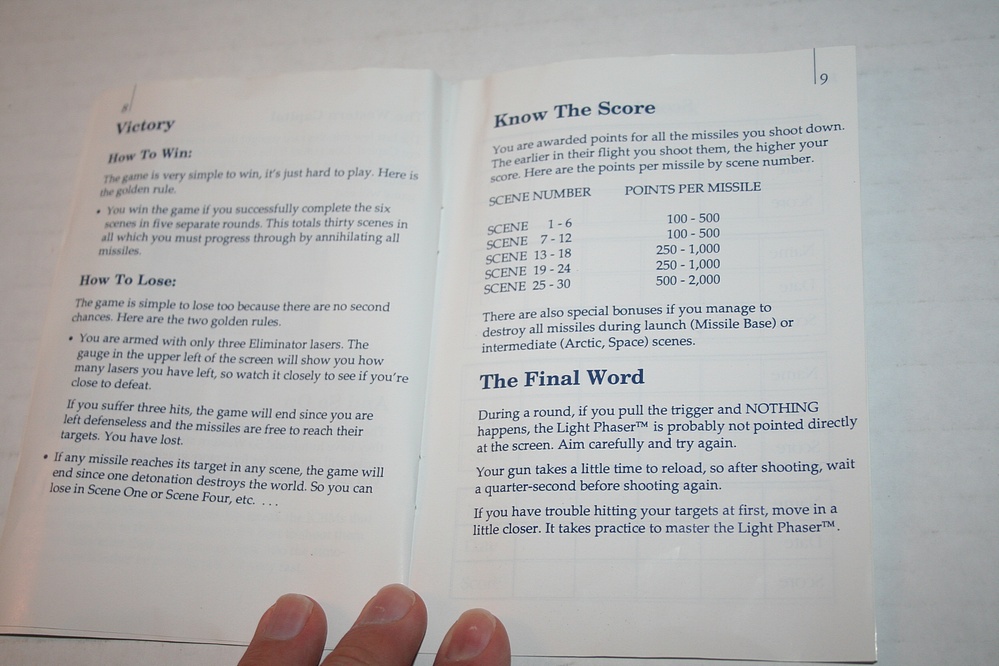 8
Victory
How To Win:
The game is very simple to win, it's just hard to play. Here is
the golden rule.
• You win the game if you successfully complete the six
scenes in five separate rounds. This totals thirty scenes in
all which you must progress through by annihilating all
missiles.
How To Lose:
The game is simple to lose too because there are no second
chances. Here are the two golden rules.
• You are armed with only three Eliminator lasers. The
gauge in the upper left of the screen will show you how
many lasers you have left, so watch it closely to see if you're
close to defeat.
If you suffer three hits, the game will end since you are
left defenseless and the missiles are free to reach their
targets. You have lost.
• If any missile reaches its target in any scene, the game will
end since one detonation destroys the world. So you can
lose in Scene One or Scene Four, etc. . . .
9
Know The Score
You are awarded points for all the missiles you shoot down.
The earlier in their flight you shoot them, the higher your
score. Here are the points per missile by scene number.
SCENE NUMBER POINTS PER MISSILE
SCENE 1 - 6 100 - 500
SCENE 7 - 12 100 - 500
SCENE 13 - 18 250 - 1,000
SCENE 19 - 24 250 - 1,000
SCENE 25 - 30 500 - 2,000
There are also special bonuses if you manage to
destroy all missiles during launch (Missile Base) or
intermediate (Arctic, Space) scenes.
The Final Word
During a round, if you pull the trigger and NOTHING
happens, the Light Phaser™ is probably not pointed directly
at the screen. Aim carefully and try again.
Your gun takes a little time to reload, so after shooting, wait
a quarter-second before shooting again.
If you have trouble hitting your targets at first, move in a
little closer. It takes practice to master the Light Phaser™.